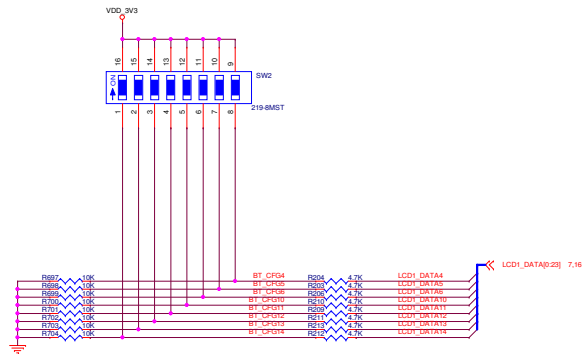 VDD_3V3
16 15 14 13 12 11 10 9
ON
SW2
1 2 3 4 5 6 7 8
219-8MST
LCD1_DATA[0:23] 7,16
R697 10K BT_CFG4 R204 4.7K LCD1_DATA4
R698 10K BT_CFG5 R203 4.7K LCD1_DATA5
R699 10K BT_CFG6 R206 4.7K LCD1_DATA6
R700 10K BT_CFG10 R210 4.7K LCD1_DATA10
R701 10K BT_CFG11 R209 4.7K LCD1_DATA11
R702 10K BT_CFG12 R211 4.7K LCD1_DATA12
R703 10K BT_CFG13 R213 4.7K LCD1_DATA13
R704 10K BT_CFG14 R212 4.7K LCD1_DATA14